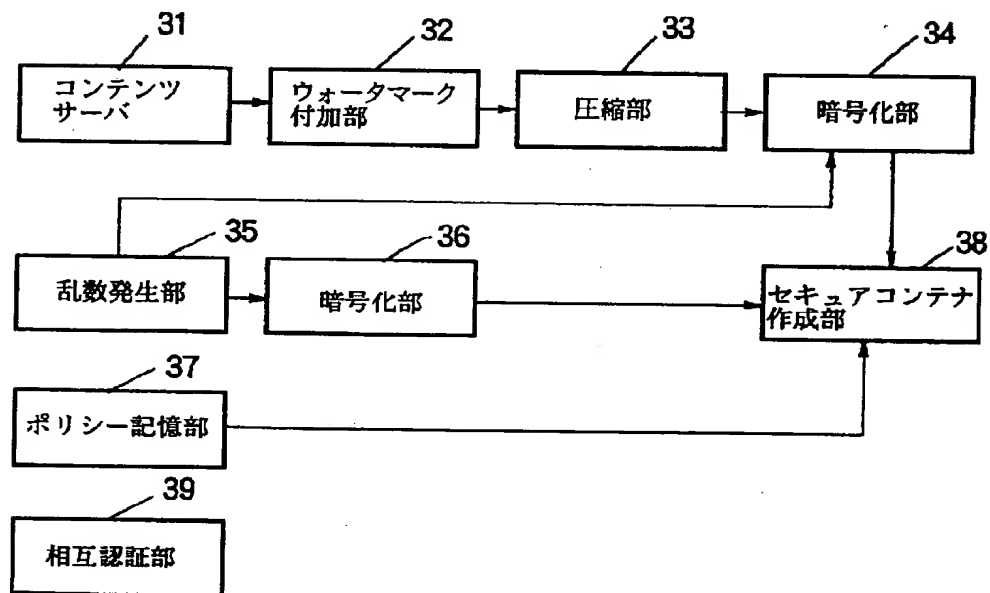 31
コンテンツ
サーバ
32
ウォータマーク
付加部
33
圧縮部
34
暗号化部
35
乱数発生部
36
暗号化部
38
セキュアコンテナ
作成部
37
ポリシー記憶部
39
相互認証部